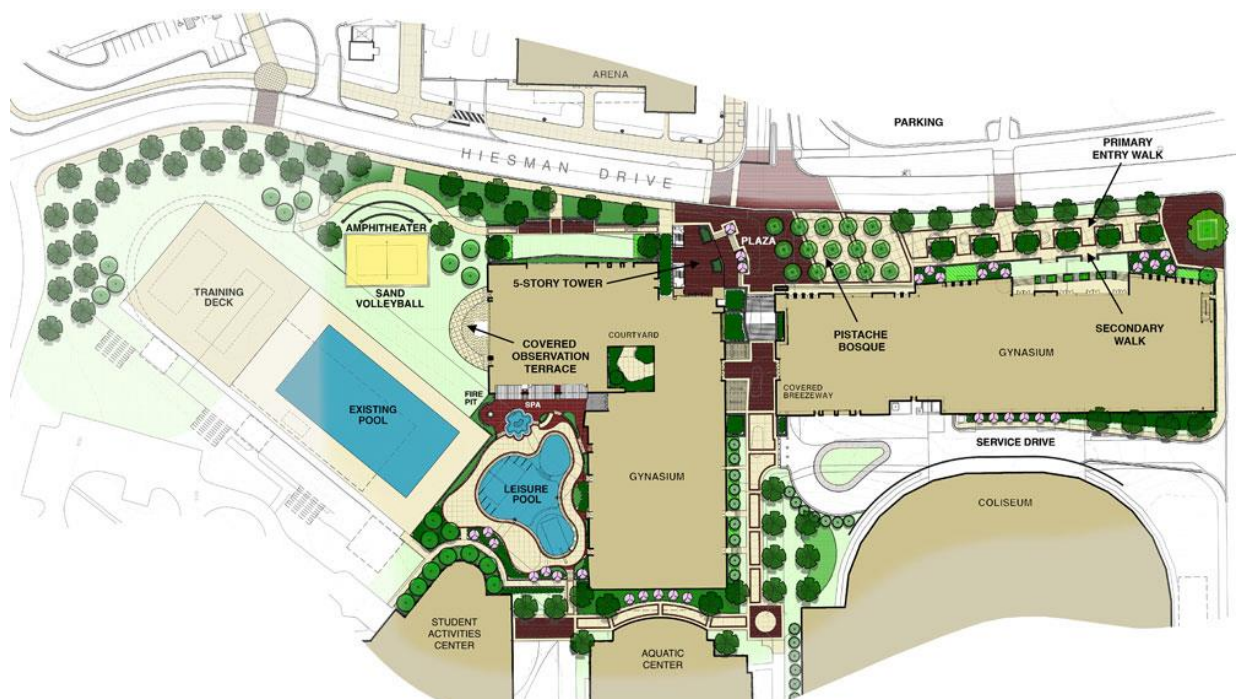 ARENA
PARKING
PRIMARY
ENTRY WALK
HIESMAN DRIVE
AMPHITHEATER
PLAZA
5-STORY TOWER
TRAINING
DECK
SAND
VOLLEYBALL
COVERED
OBSERVATION
TERRACE
COURTYARD
PISTACHE
BOSQUE
GYNASIUM
SECONDARY
WALK
FIRE
PIT
SPA
COVERED
BREEZEWAY
EXISTING
POOL
SERVICE DRIVE
LEISURE
POOL
GYNASIUM
COLISEUM
STUDENT
ACTIVITIES
CENTER
AQUATIC
CENTER